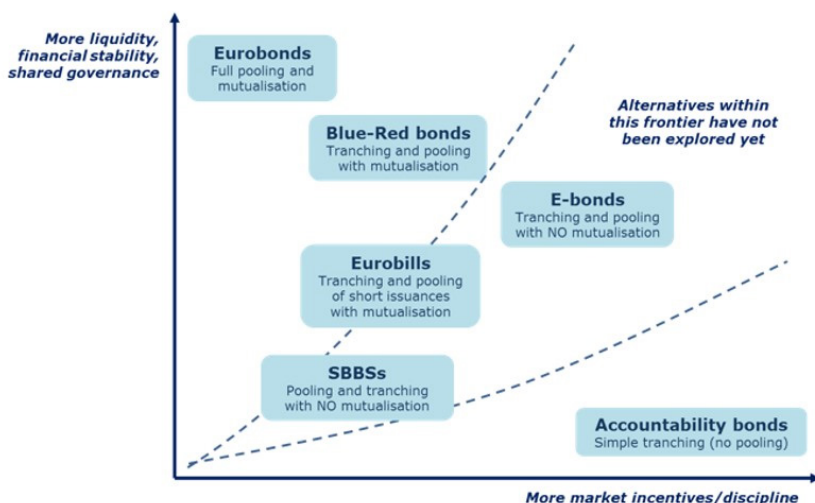 More liquidity,
financial stability,
shared governance
Eurobonds
Full pooling and
mutualisation
Blue-Red bonds
Tranching and pooling
with mutualisation
Alternatives within
this frontier have not
been explored yet
E-bonds
Tranching and pooling
with NO mutualisation
Eurobills
Tranching and pooling
of short issuances
with mutualisation
SBBSs
Pooling and tranching
with NO mutualisation
Accountability bonds
Simple tranching (no pooling)
More market incentives/discipline